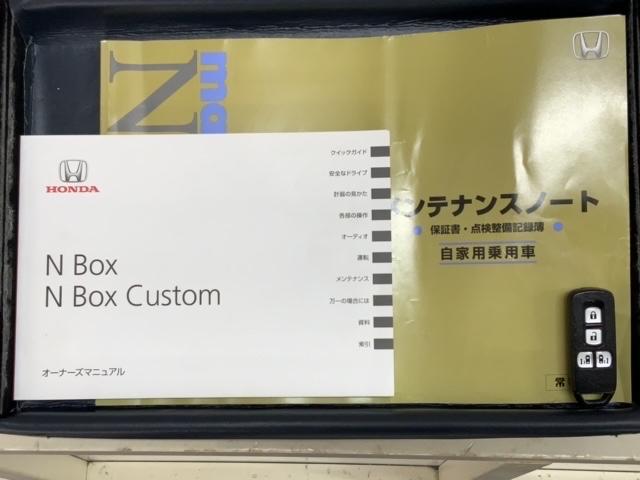 HONDA
N Box
N Box Custom
オーナーズマニュアル
クイックガイド
安全なドライブ
計器の見かた
各部の操作
オーディオ
運転
メンテナンス
万一の場合には
資料
索引
ma
N
メンテナンスノート
保証書・点検整備記録簿
自家用乗用車